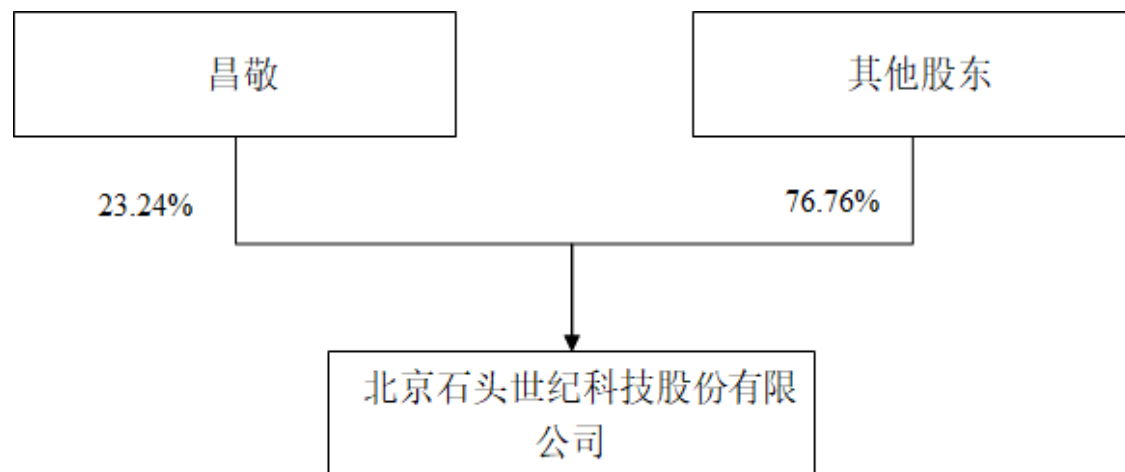 昌敬
其他股东
23.24%
76.76%
北京石头世纪科技股份有限
公司